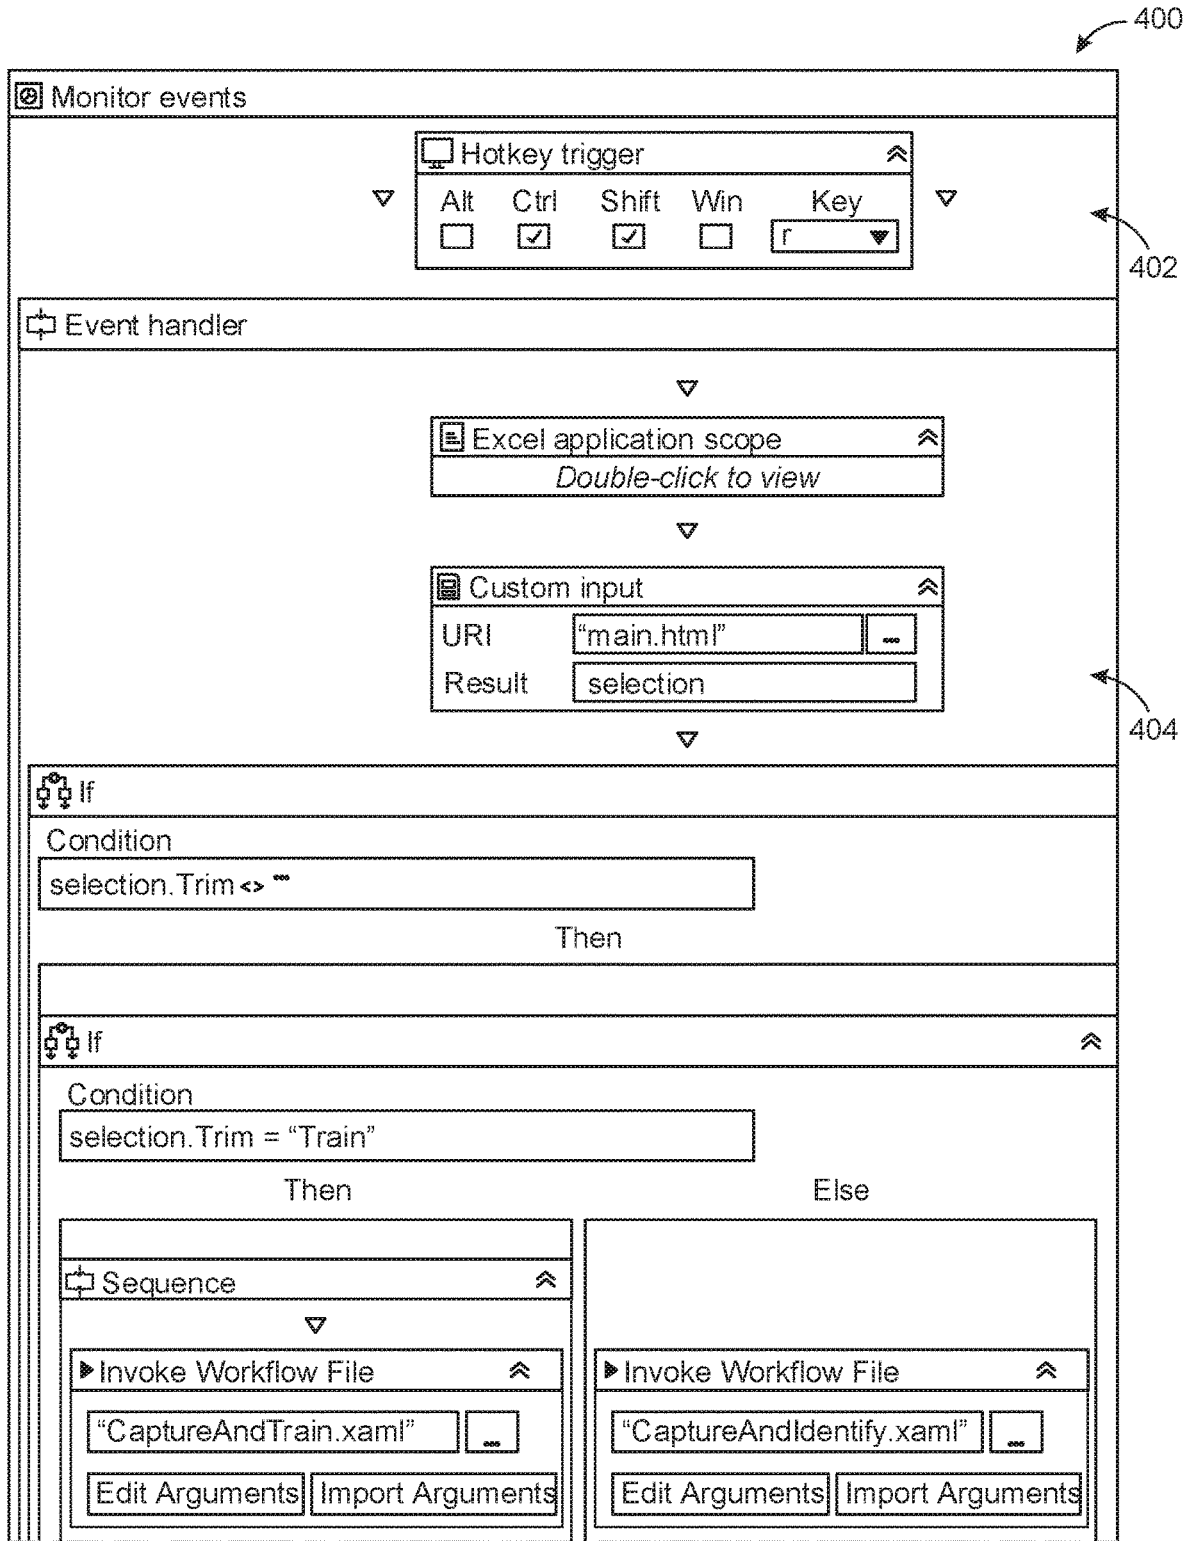 400
Monitor events
Hotkey trigger
Alt Ctrl Shift Win Key
r
402
Event handler
Excel application scope
Double-click to view
Custom input
URI “main.html” ...
Result selection
404
If
Condition
selection.Trim <> ""
Then
If
Condition
selection.Trim = “Train”
Then Else
Sequence
Invoke Workflow File Invoke Workflow File
“CaptureAndTrain.xaml” ... “CaptureAndIdentify.xaml” ...
Edit Arguments Import Arguments Edit Arguments Import Arguments